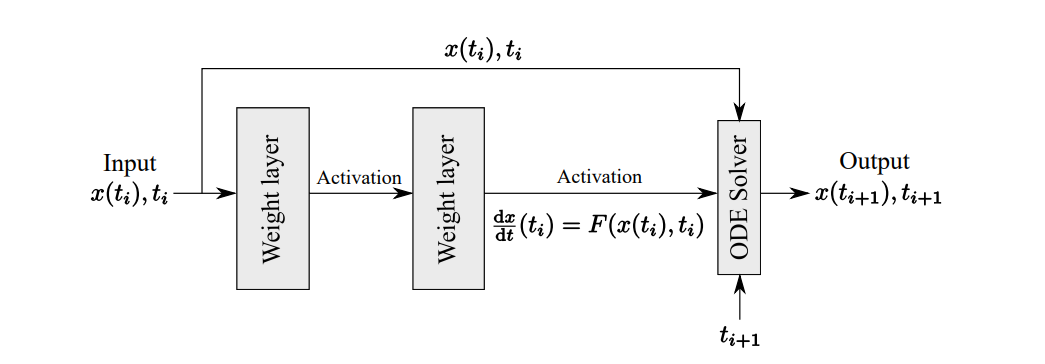 x(t_i), t_i
Input
x(t_i), t_i
Weight layer
Activation
Weight layer
Activation
dx/dt (t_i) = F(x(t_i), t_i)
ODE Solver
Output
x(t_{i+1}), t_{i+1}
t_{i+1}